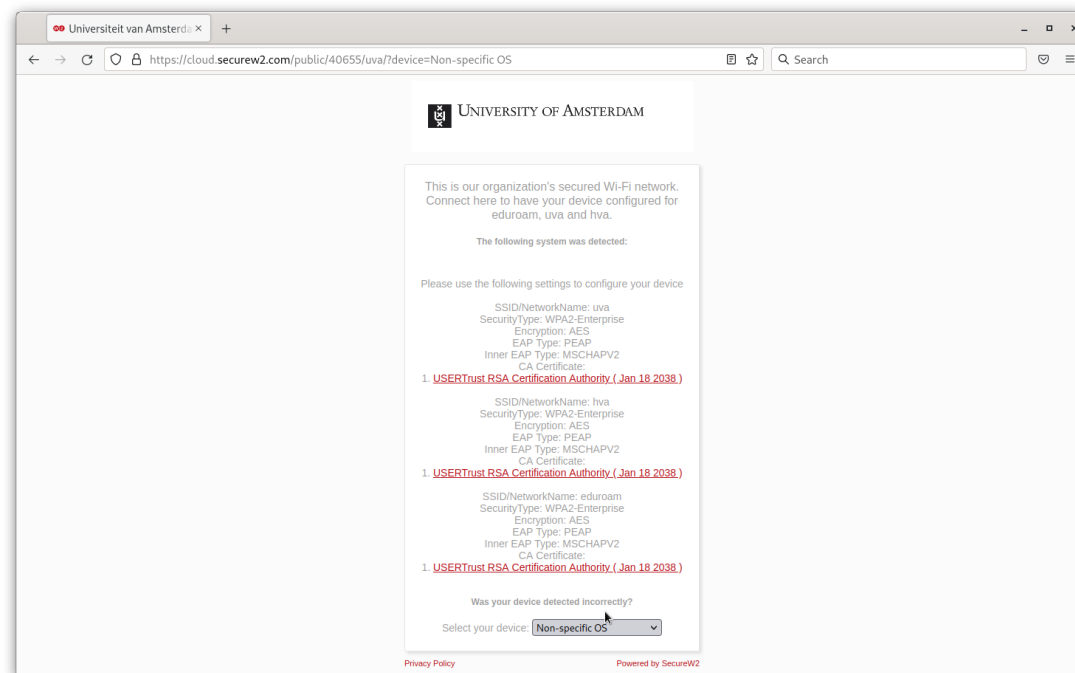 Universiteit van Amsterda
https://cloud.securew2.com/public/40655/uva/?device=Non-specific OS
Search
UNIVERSITY OF AMSTERDAM
This is our organization's secured Wi-Fi network.
Connect here to have your device configured for
eduroam, uva and hva.
The following system was detected:
Please use the following settings to configure your device
SSID/NetworkName: uva
SecurityType: WPA2-Enterprise
Encryption: AES
EAP Type: PEAP
Inner EAP Type: MSCHAPV2
CA Certificate:
1. USERTrust RSA Certification Authority ( Jan 18 2038 )
SSID/NetworkName: hva
SecurityType: WPA2-Enterprise
Encryption: AES
EAP Type: PEAP
Inner EAP Type: MSCHAPV2
CA Certificate:
1. USERTrust RSA Certification Authority ( Jan 18 2038 )
SSID/NetworkName: eduroam
SecurityType: WPA2-Enterprise
Encryption: AES
EAP Type: PEAP
Inner EAP Type: MSCHAPV2
CA Certificate:
1. USERTrust RSA Certification Authority ( Jan 18 2038 )
Was your device detected incorrectly?
Select your device: Non-specific OS
Privacy Policy Powered by SecureW2